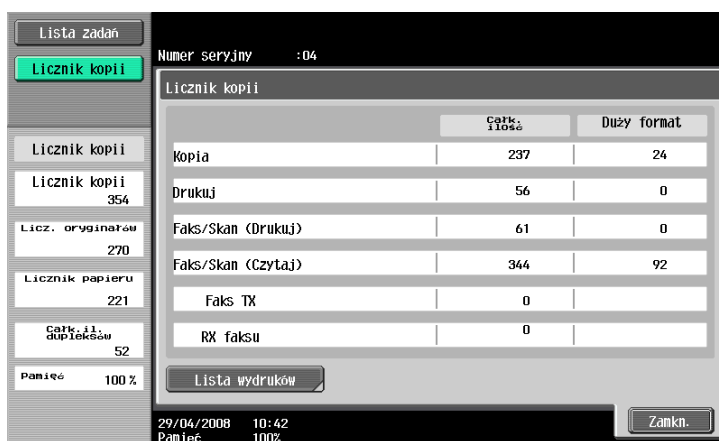 Lista zadań
Licznik kopii
Numer seryjny :04
Licznik kopii
Całk. ilość Duży format
Kopia 237 24
Drukuj 56 0
Faks/Skan (Drukuj) 61 0
Faks/Skan (Czytaj) 344 92
Faks TX 0
RX faksu 0
Lista wydruków
Licznik kopii
Licznik kopii
354
Licz. oryginałów
270
Licznik papieru
221
Całk.il.
dupleksów
52
Pamięć 100 %
29/04/2008 10:42
Pamięć 100%
Zamkn.